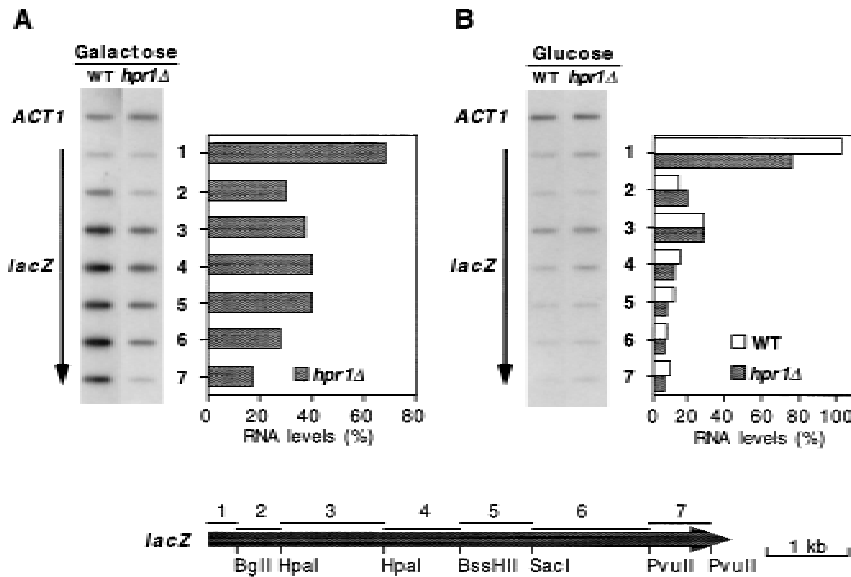 A
Galactose
WT hpr1Δ
ACT1
lacZ
1
2
3
4
5
6
7
hpr1Δ
0 20 40 60 80
RNA levels (%)
B
Glucose
WT hpr1Δ
ACT1
lacZ
1
2
3
4
5
6
7
WT
hpr1Δ
0 20 40 60 80 100
RNA levels (%)
1 2 3 4 5 6 7
lacZ
BglI HpaI HpaI BssHII SacI PvuII PvuII
1 kb